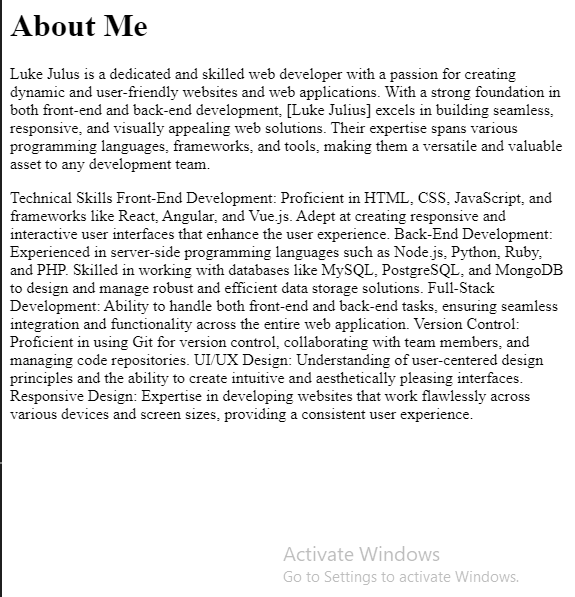 About Me
Luke Julus is a dedicated and skilled web developer with a passion for creating
dynamic and user-friendly websites and web applications. With a strong foundation in
both front-end and back-end development, [Luke Julius] excels in building seamless,
responsive, and visually appealing web solutions. Their expertise spans various
programming languages, frameworks, and tools, making them a versatile and valuable
asset to any development team.
Technical Skills Front-End Development: Proficient in HTML, CSS, JavaScript, and
frameworks like React, Angular, and Vue.js. Adept at creating responsive and
interactive user interfaces that enhance the user experience. Back-End Development:
Experienced in server-side programming languages such as Node.js, Python, Ruby,
and PHP. Skilled in working with databases like MySQL, PostgreSQL, and MongoDB
to design and manage robust and efficient data storage solutions. Full-Stack
Development: Ability to handle both front-end and back-end tasks, ensuring seamless
integration and functionality across the entire web application. Version Control:
Proficient in using Git for version control, collaborating with team members, and
managing code repositories. UI/UX Design: Understanding of user-centered design
principles and the ability to create intuitive and aesthetically pleasing interfaces.
Responsive Design: Expertise in developing websites that work flawlessly across
various devices and screen sizes, providing a consistent user experience.
Activate Windows
Go to Settings to activate Windows.